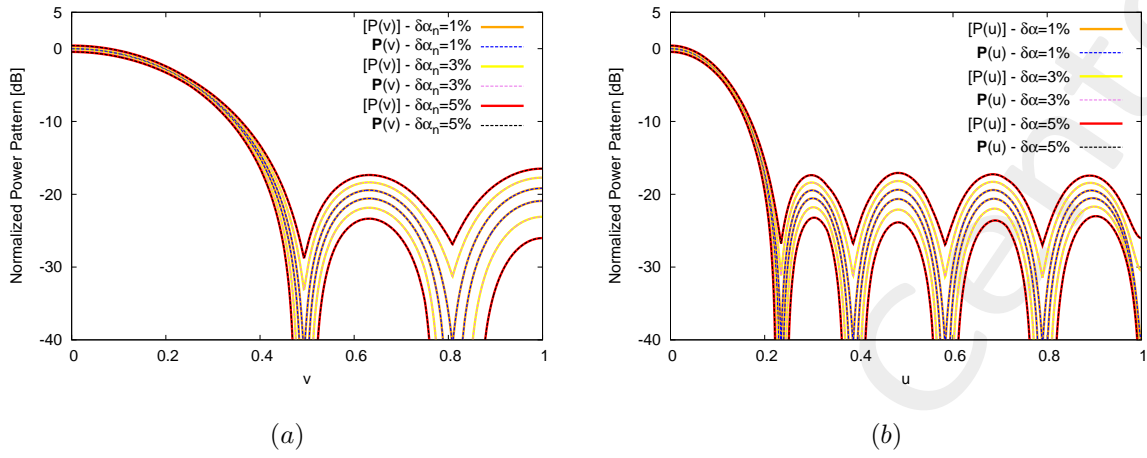 5
0
-10
-20
-30
-40
Normalized Power Pattern [dB]
0 0.2 0.4 0.6 0.8 1
v
[P(v)] - δαn=1%
P(v) - δαn=1%
[P(v)] - δαn=3%
P(v) - δαn=3%
[P(v)] - δαn=5%
P(v) - δαn=5%
(a)
5
0
-10
-20
-30
-40
Normalized Power Pattern [dB]
0 0.2 0.4 0.6 0.8 1
u
[P(u)] - δα=1%
P(u) - δα=1%
[P(u)] - δα=3%
P(u) - δα=3%
[P(u)] - δα=5%
P(u) - δα=5%
(b)